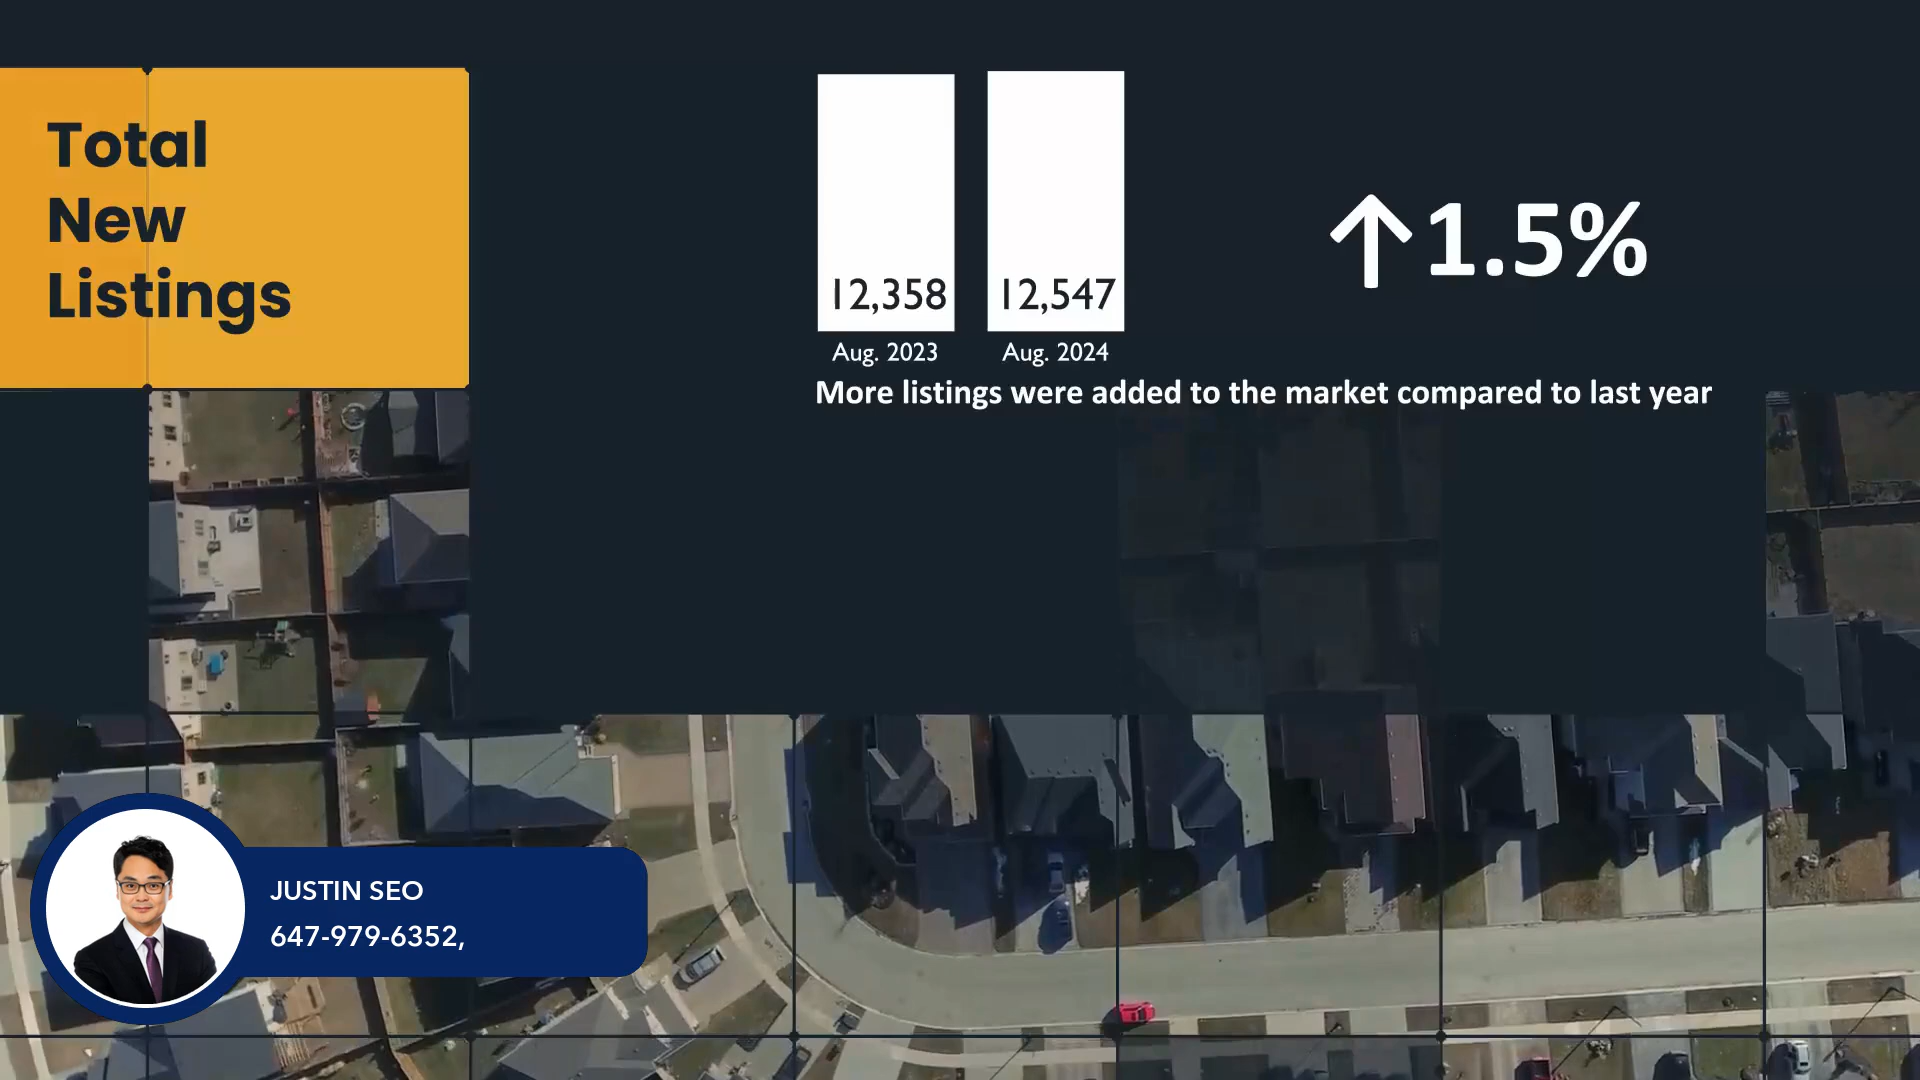 Total
New
Listings
12,358
12,547
Aug. 2023
Aug. 2024
↑1.5%
More listings were added to the market compared to last year
JUSTIN SEO
647-979-6352,